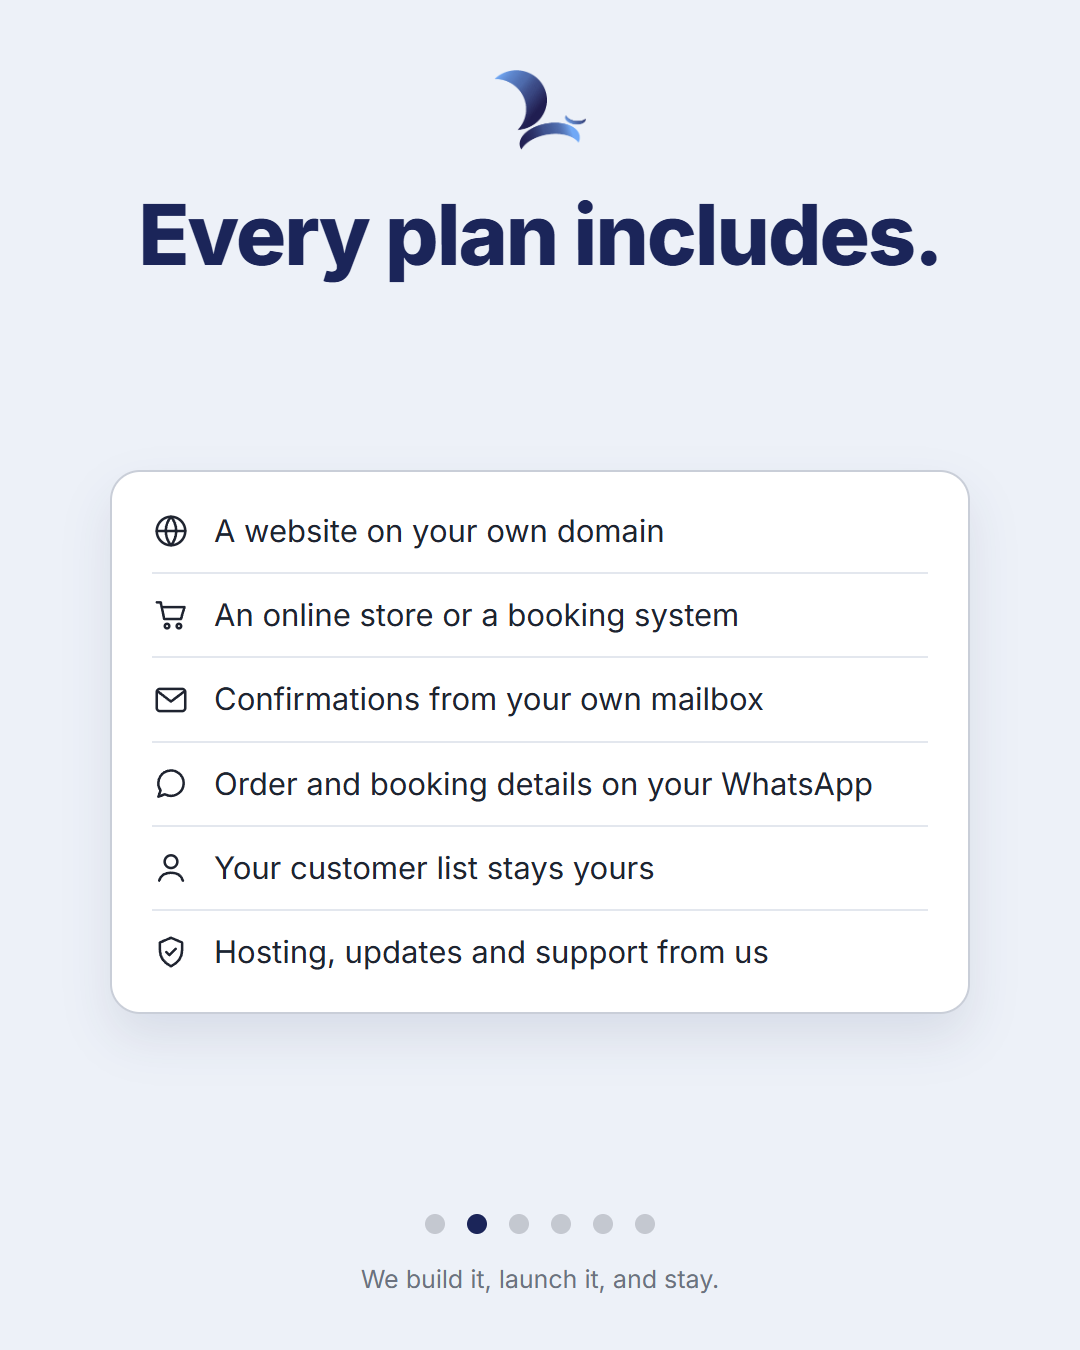 Every plan includes.
A website on your own domain
An online store or a booking system
Confirmations from your own mailbox
Order and booking details on your WhatsApp
Your customer list stays yours
Hosting, updates and support from us
We build it, launch it, and stay.